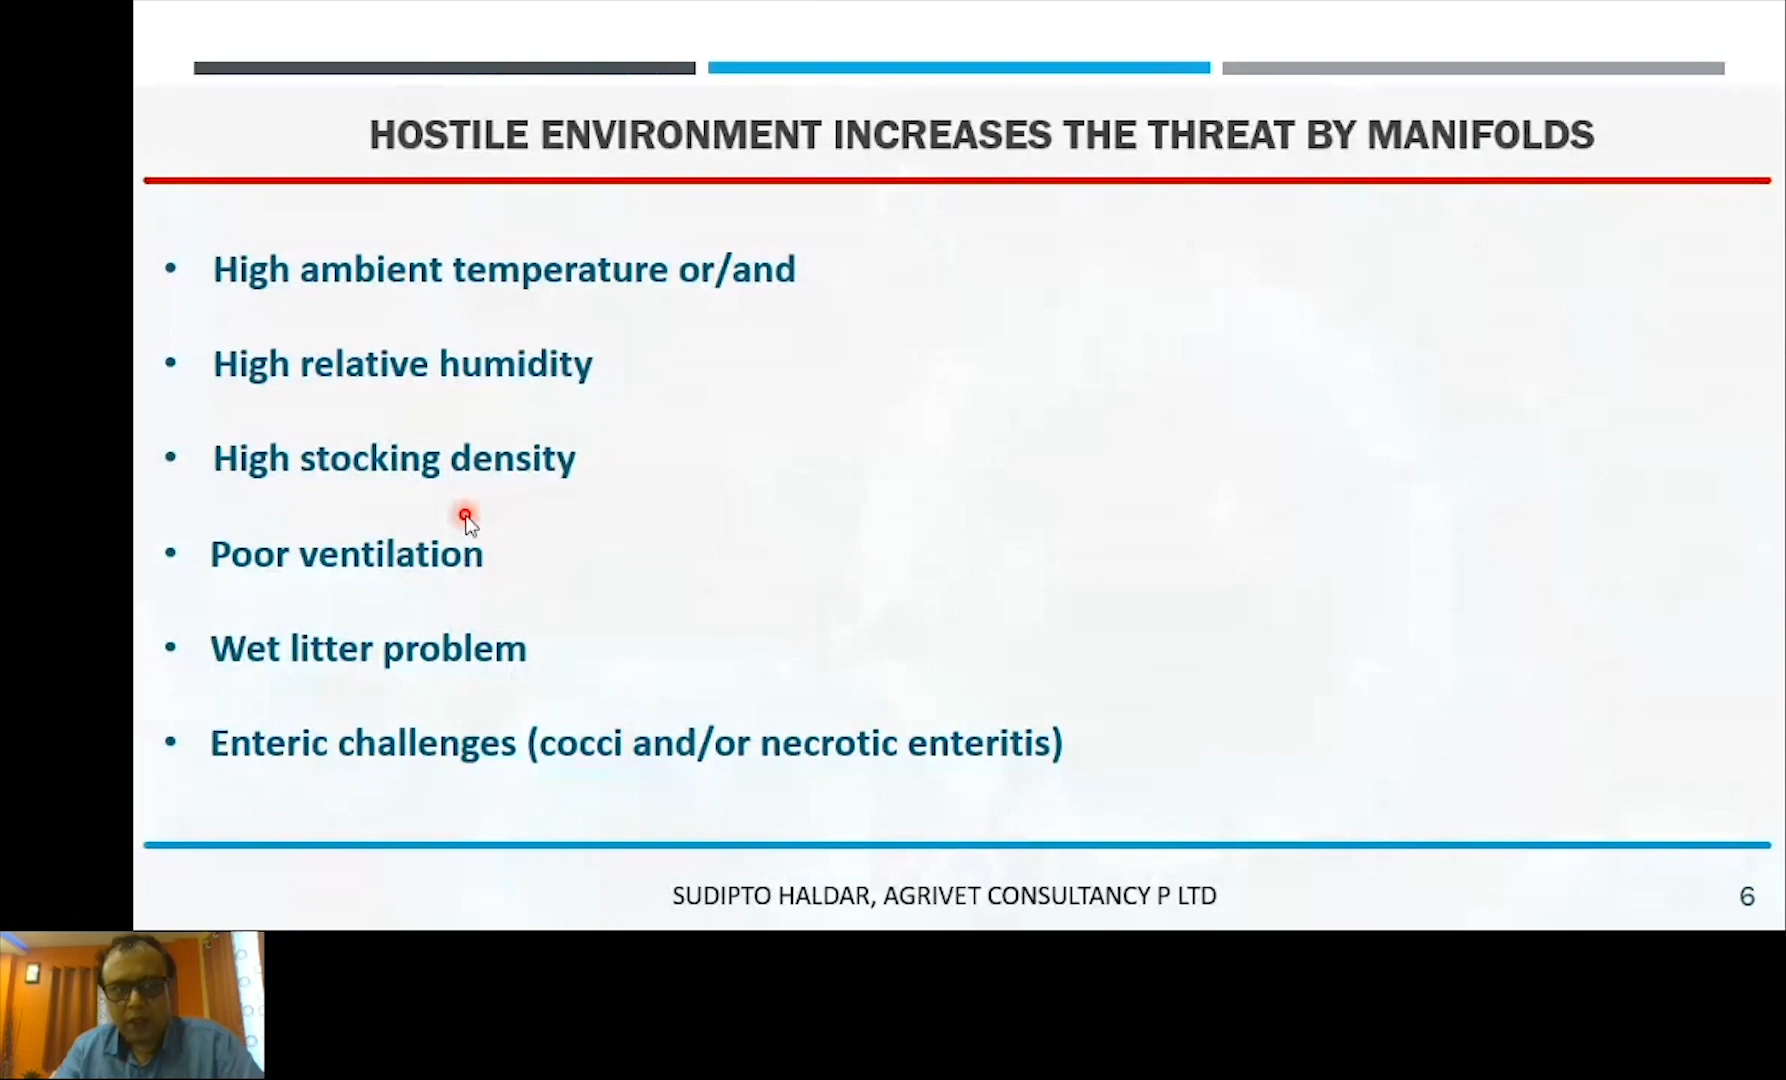 HOSTILE ENVIRONMENT INCREASES THE THREAT BY MANIFOLDS
• High ambient temperature or/and
• High relative humidity
• High stocking density
• Poor ventilation
• Wet litter problem
• Enteric challenges (cocci and/or necrotic enteritis)
SUDIPTO HALDAR, AGRIVET CONSULTANCY P LTD
6